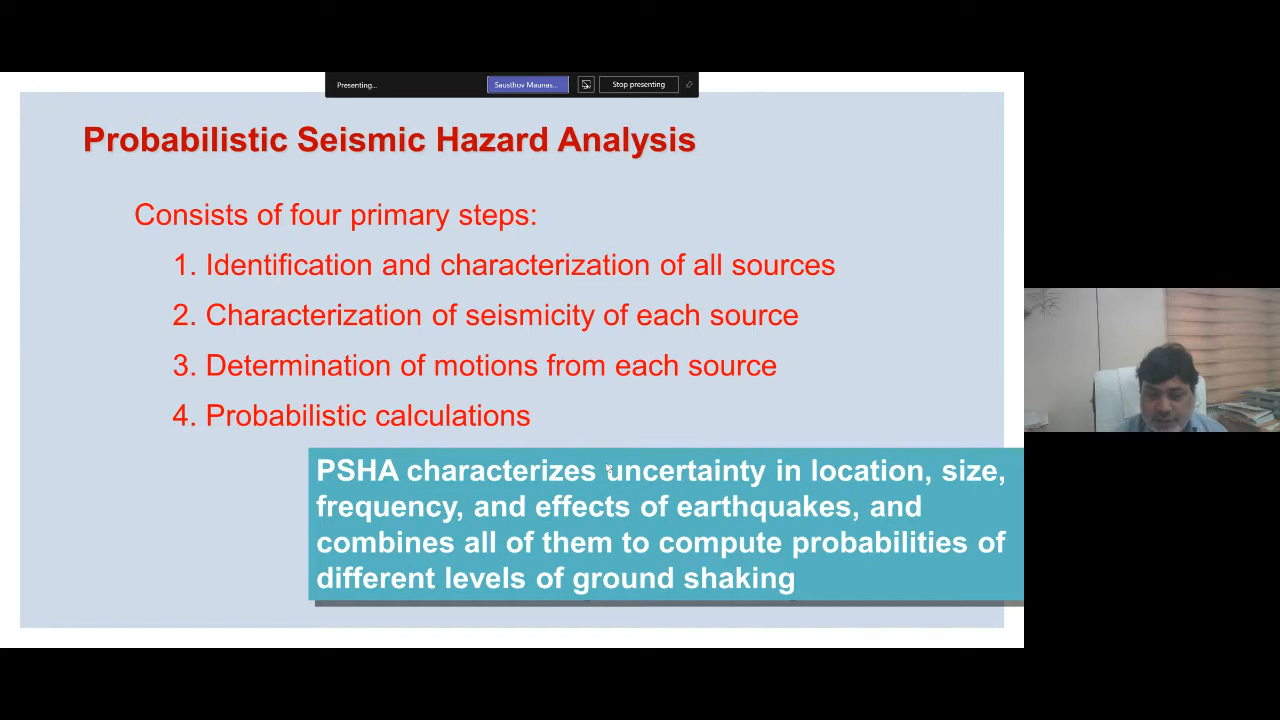 Presenting...
Sausthov Maunas...
Stop presenting
Probabilistic Seismic Hazard Analysis
Consists of four primary steps:
1. Identification and characterization of all sources
2. Characterization of seismicity of each source
3. Determination of motions from each source
4. Probabilistic calculations
PSHA characterizes uncertainty in location, size,
frequency, and effects of earthquakes, and
combines all of them to compute probabilities of
different levels of ground shaking